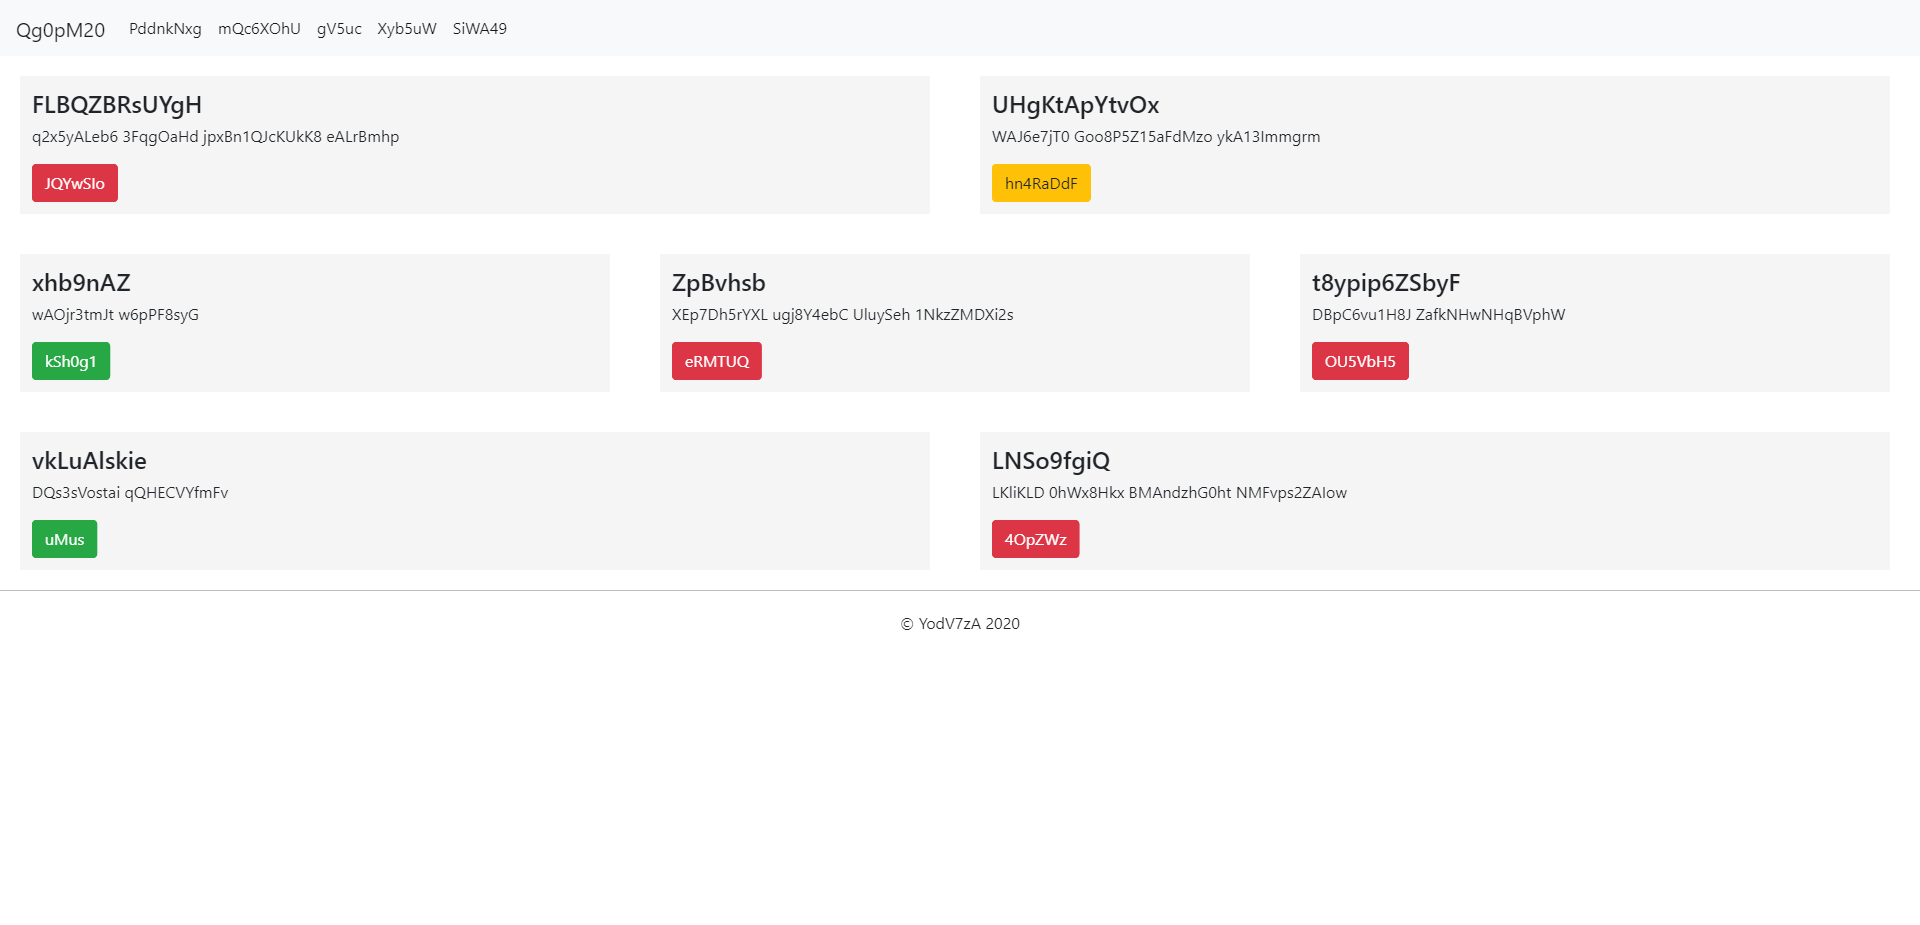 Qg0pM20 PddnkNxg mQc6XOhU gV5uc Xyb5uW SiWA49
FLBQZBRsUYgH
q2x5yALeb6 3FqgOaHd jpxBn1QJcKUkK8 eALrBmhp
JQYwSlo
UHgKtApYtvOx
WAJ6e7jT0 Goo8P5Z15aFdMzo ykA13Immgrm
hn4RaDdF
xhb9nAZ
wAOjr3tmJt w6pPF8syG
kSh0g1
ZpBvhsb
XEp7Dh5rYXL ugj8Y4ebC UluySeh 1NkzZMDXi2s
eRMTUQ
t8ypip6ZSbyF
DBpC6vu1H8J ZafkNHwNHqBVphW
OU5VbH5
vkLuAlskie
DQs3sVostai qQHECVYfmFv
uMus
LNSo9fgiQ
LKliKLD 0hWx8Hkx BMAndzhG0ht NMFvps2ZAIow
4OpZWz
© YodV7zA 2020